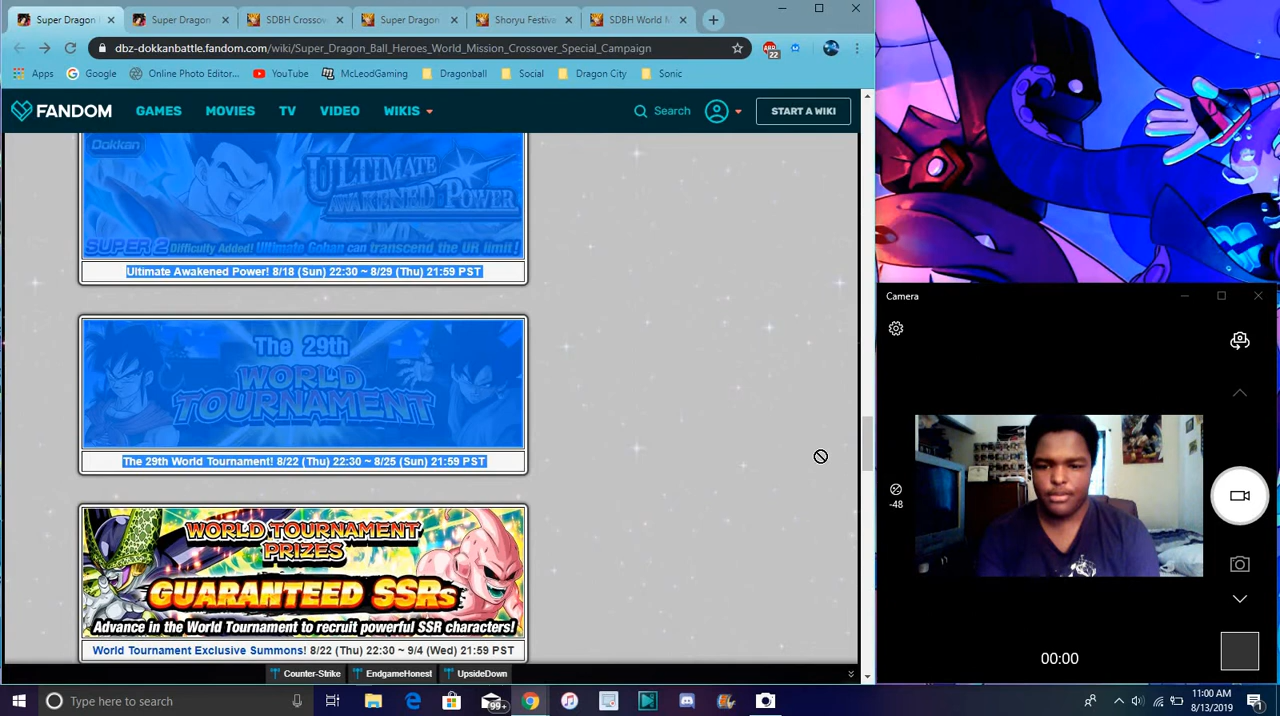 Super Dragon
Super Dragon
SDBH Crossov
Super Dragon
Shoryu Festiva
SDBH World M
dbz-dokkanbattle.fandom.com/wiki/Super_Dragon_Ball_Heroes_World_Mission_Crossover_Special_Campaign
22
Apps
Google
Online Photo Editor...
YouTube
McLeodGaming
Dragonball
Social
Dragon City
Sonic
FANDOM
GAMES
MOVIES
TV
VIDEO
WIKIS
Search
START A WIKI
Dokkan
ULTIMATE
AWAKENED POWER
SUPER 2 Difficulty Added! Ultimate Gohan can transcend the UR limit!
Ultimate Awakened Power! 8/18 (Sun) 22:30 ~ 8/29 (Thu) 21:59 PST
The 29th
WORLD
TOURNAMENT
The 29th World Tournament! 8/22 (Thu) 22:30 ~ 8/25 (Sun) 21:59 PST
WORLD TOURNAMENT
PRIZES
GUARANTEED SSRs
Advance in the World Tournament to recruit powerful SSR characters!
World Tournament Exclusive Summons! 8/22 (Thu) 22:30 ~ 9/4 (Wed) 21:59 PST
Counter-Strike
EndgameHonest
UpsideDown
Camera
-48
00:00
Type here to search
99+
11:00 AM
8/13/2019
1